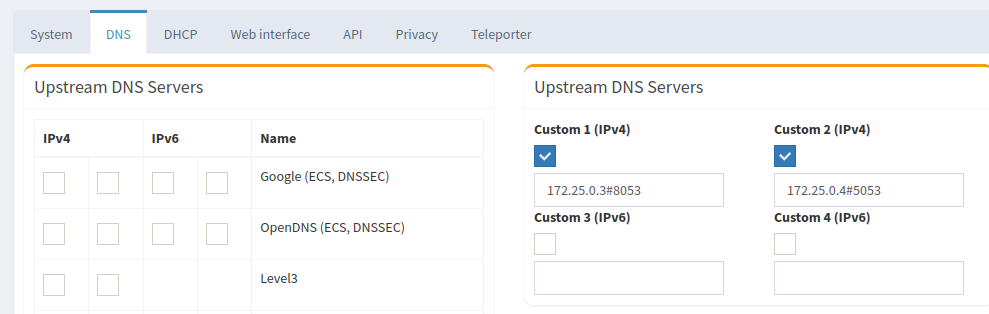 System DNS DHCP Web interface API Privacy Teleporter
Upstream DNS Servers
IPv4 IPv6 Name
Google (ECS, DNSSEC)
OpenDNS (ECS, DNSSEC)
Level3
Upstream DNS Servers
Custom 1 (IPv4) Custom 2 (IPv4)
172.25.0.3#8053 172.25.0.4#5053
Custom 3 (IPv6) Custom 4 (IPv6)